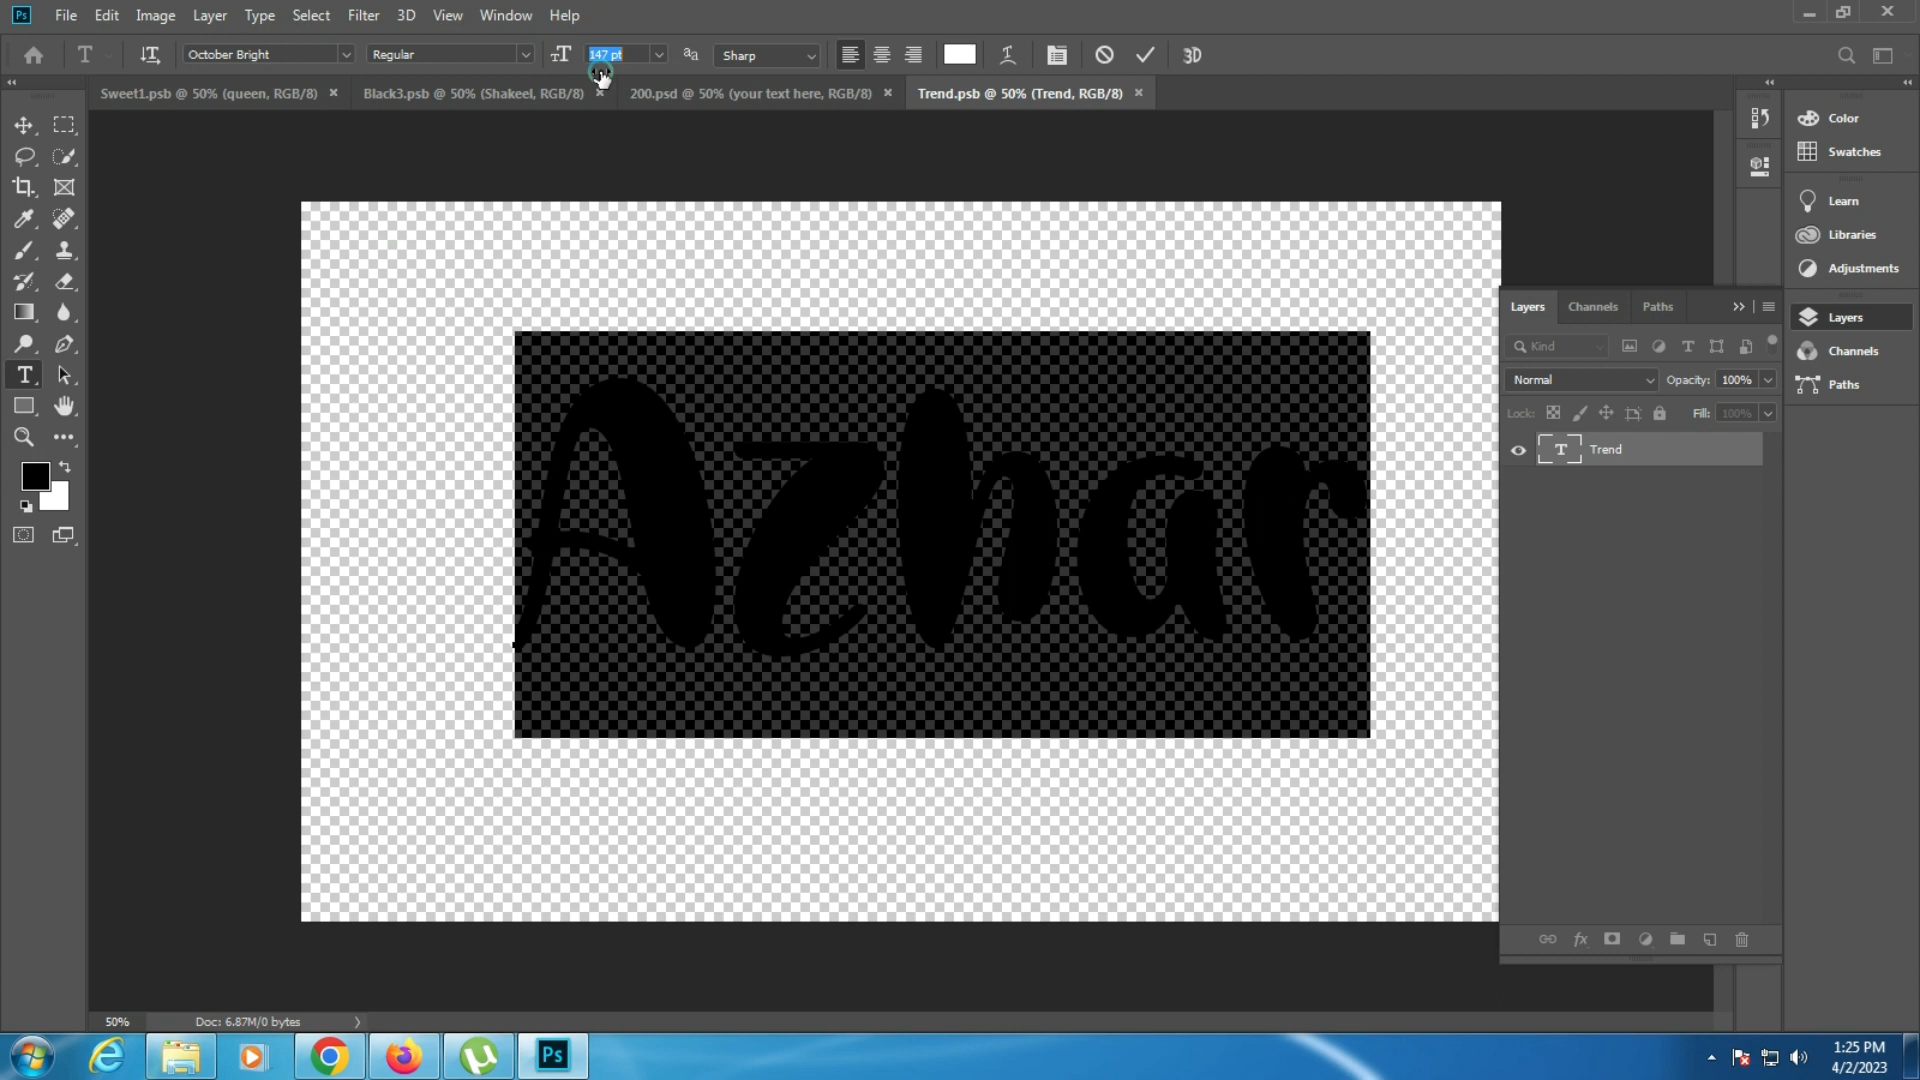 Ps File Edit Image Layer Type Select Filter 3D View Window Help
T October Bright Regular 147 pt Sharp 3D
Sweet1.psb @ 50% (queen, RGB/8) × Black3.psb @ 50% (Shakeel, RGB/8) × 200.psd @ 50% (your text here, RGB/8) × Trend.psb @ 50% (Trend, RGB/8) ×
Color
Swatches
Learn
Libraries
Adjustments
Layers
Channels
Paths
Layers Channels Paths
Kind
Normal Opacity: 100%
Lock: Fill: 100%
T Trend
Azhar
fx
50% Doc: 6.87M/0 bytes
Ps
1:25 PM
4/2/2023